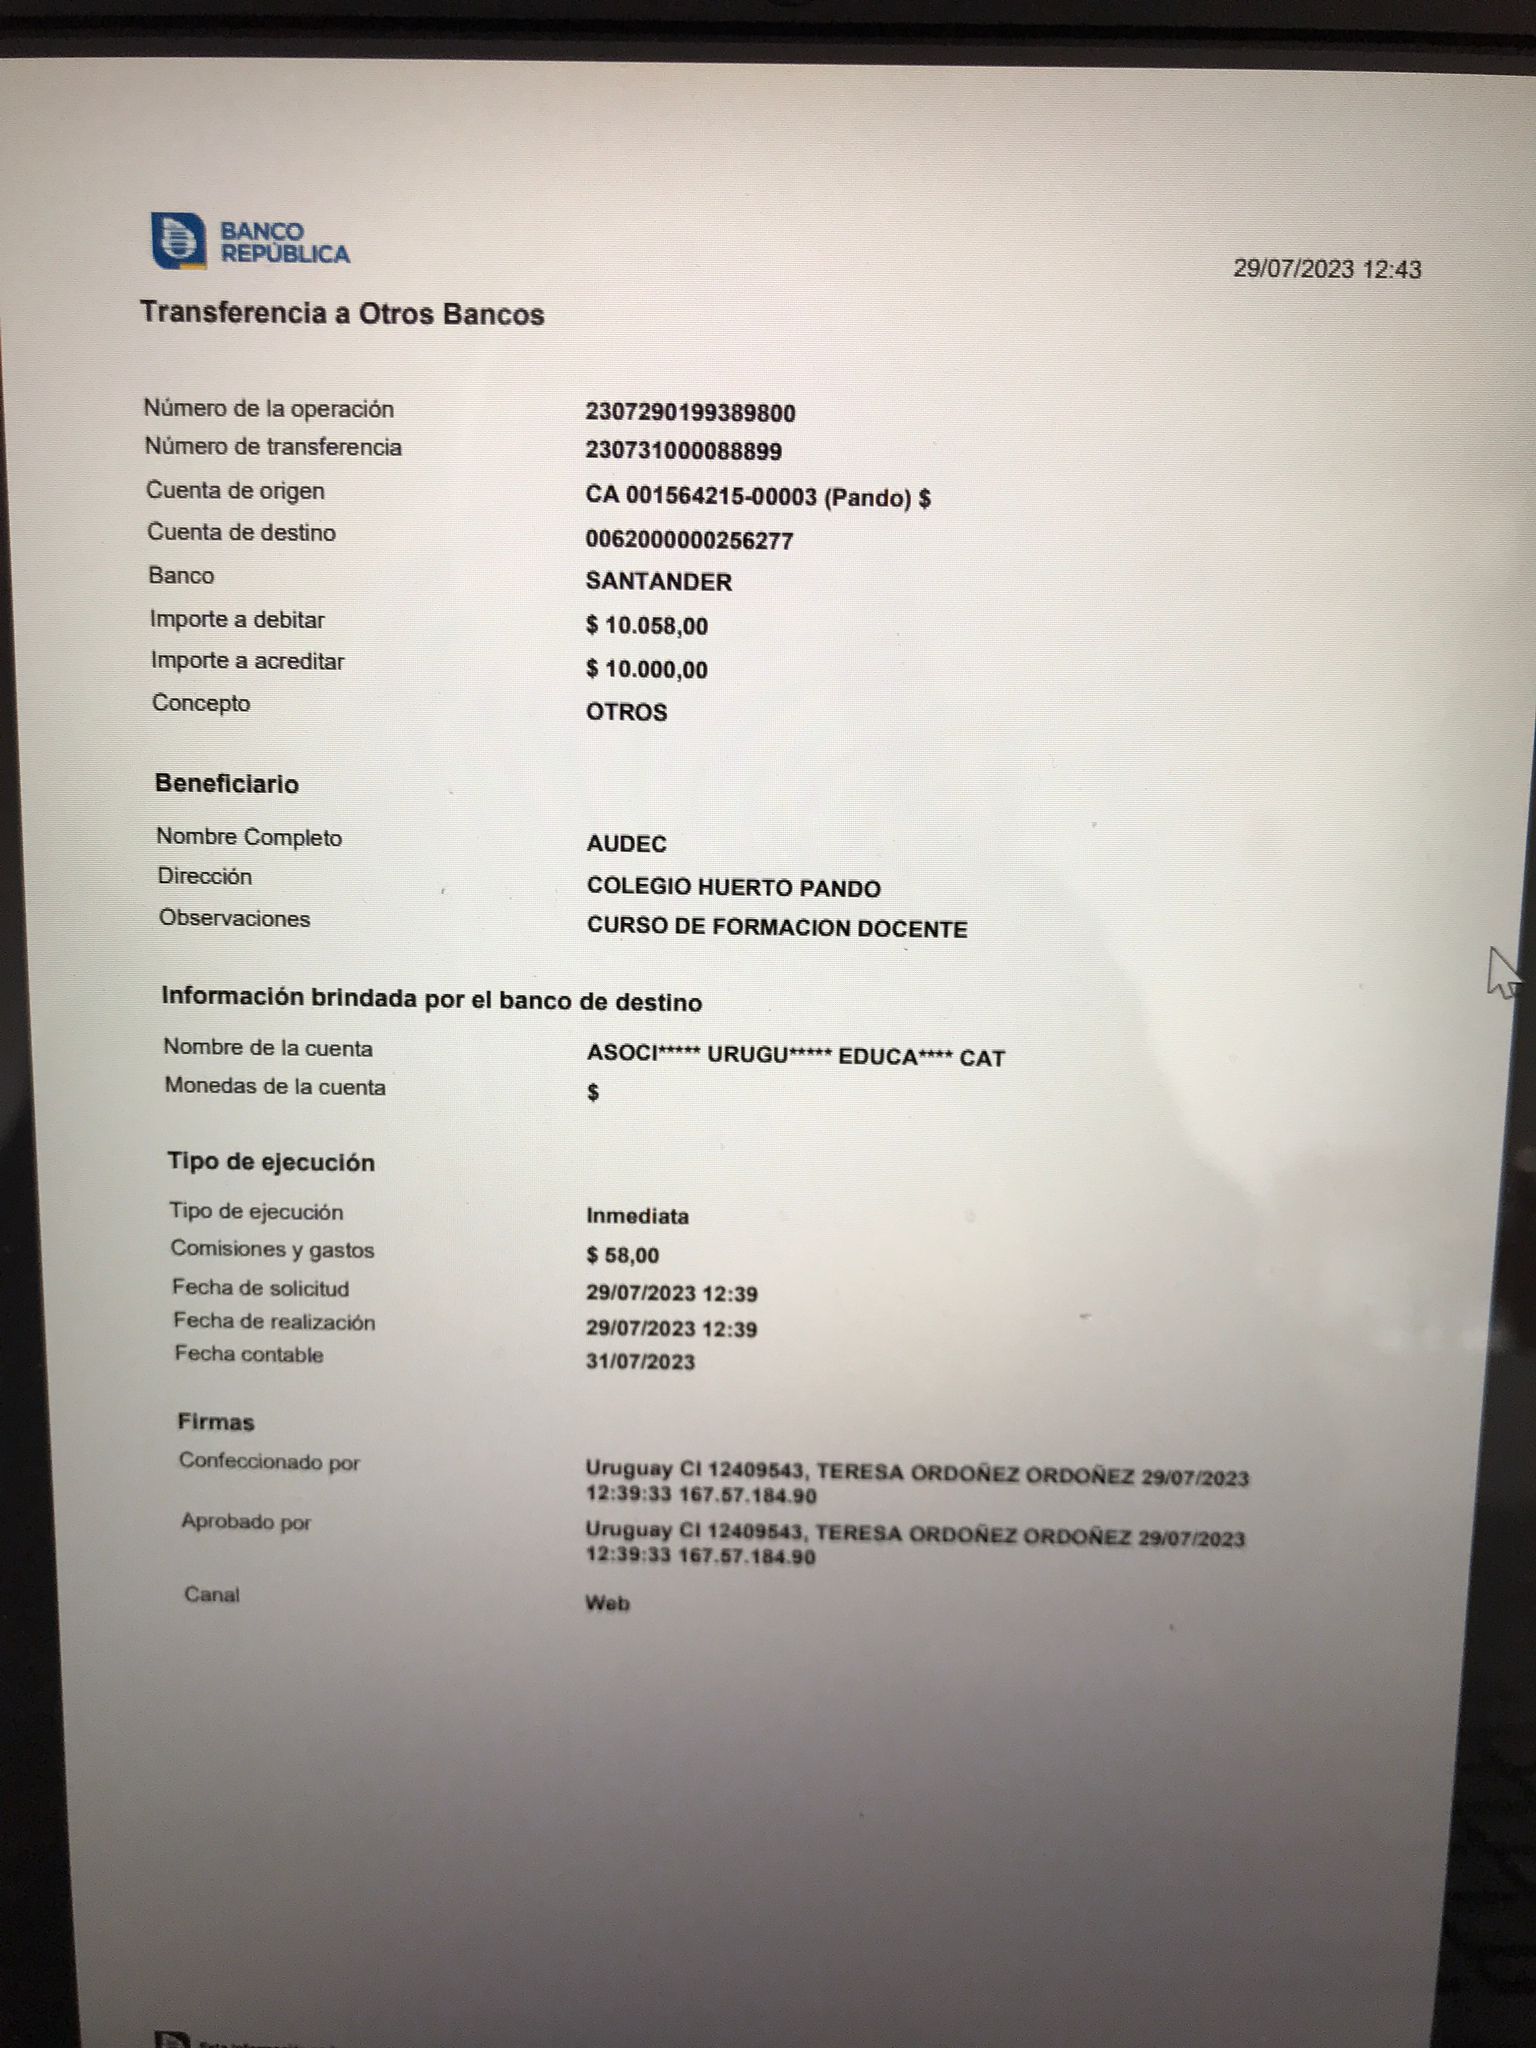 BANCO
REPÚBLICA
29/07/2023 12:43
Transferencia a Otros Bancos
Número de la operación 2307290199389800
Número de transferencia 230731000088899
Cuenta de origen CA 001564215-00003 (Pando) $
Cuenta de destino 0062000000256277
Banco SANTANDER
Importe a debitar $ 10.058,00
Importe a acreditar $ 10.000,00
Concepto OTROS
Beneficiario
Nombre Completo AUDEC
Dirección COLEGIO HUERTO PANDO
Observaciones CURSO DE FORMACION DOCENTE
Información brindada por el banco de destino
Nombre de la cuenta ASOCI***** URUGU***** EDUCA**** CAT
Monedas de la cuenta $
Tipo de ejecución
Tipo de ejecución Inmediata
Comisiones y gastos $ 58,00
Fecha de solicitud 29/07/2023 12:39
Fecha de realización 29/07/2023 12:39
Fecha contable 31/07/2023
Firmas
Confeccionado por Uruguay CI 12409543, TERESA ORDOÑEZ ORDOÑEZ 29/07/2023
12:39:33 167.57.184.90
Aprobado por Uruguay CI 12409543, TERESA ORDOÑEZ ORDOÑEZ 29/07/2023
12:39:33 167.57.184.90
Canal Web